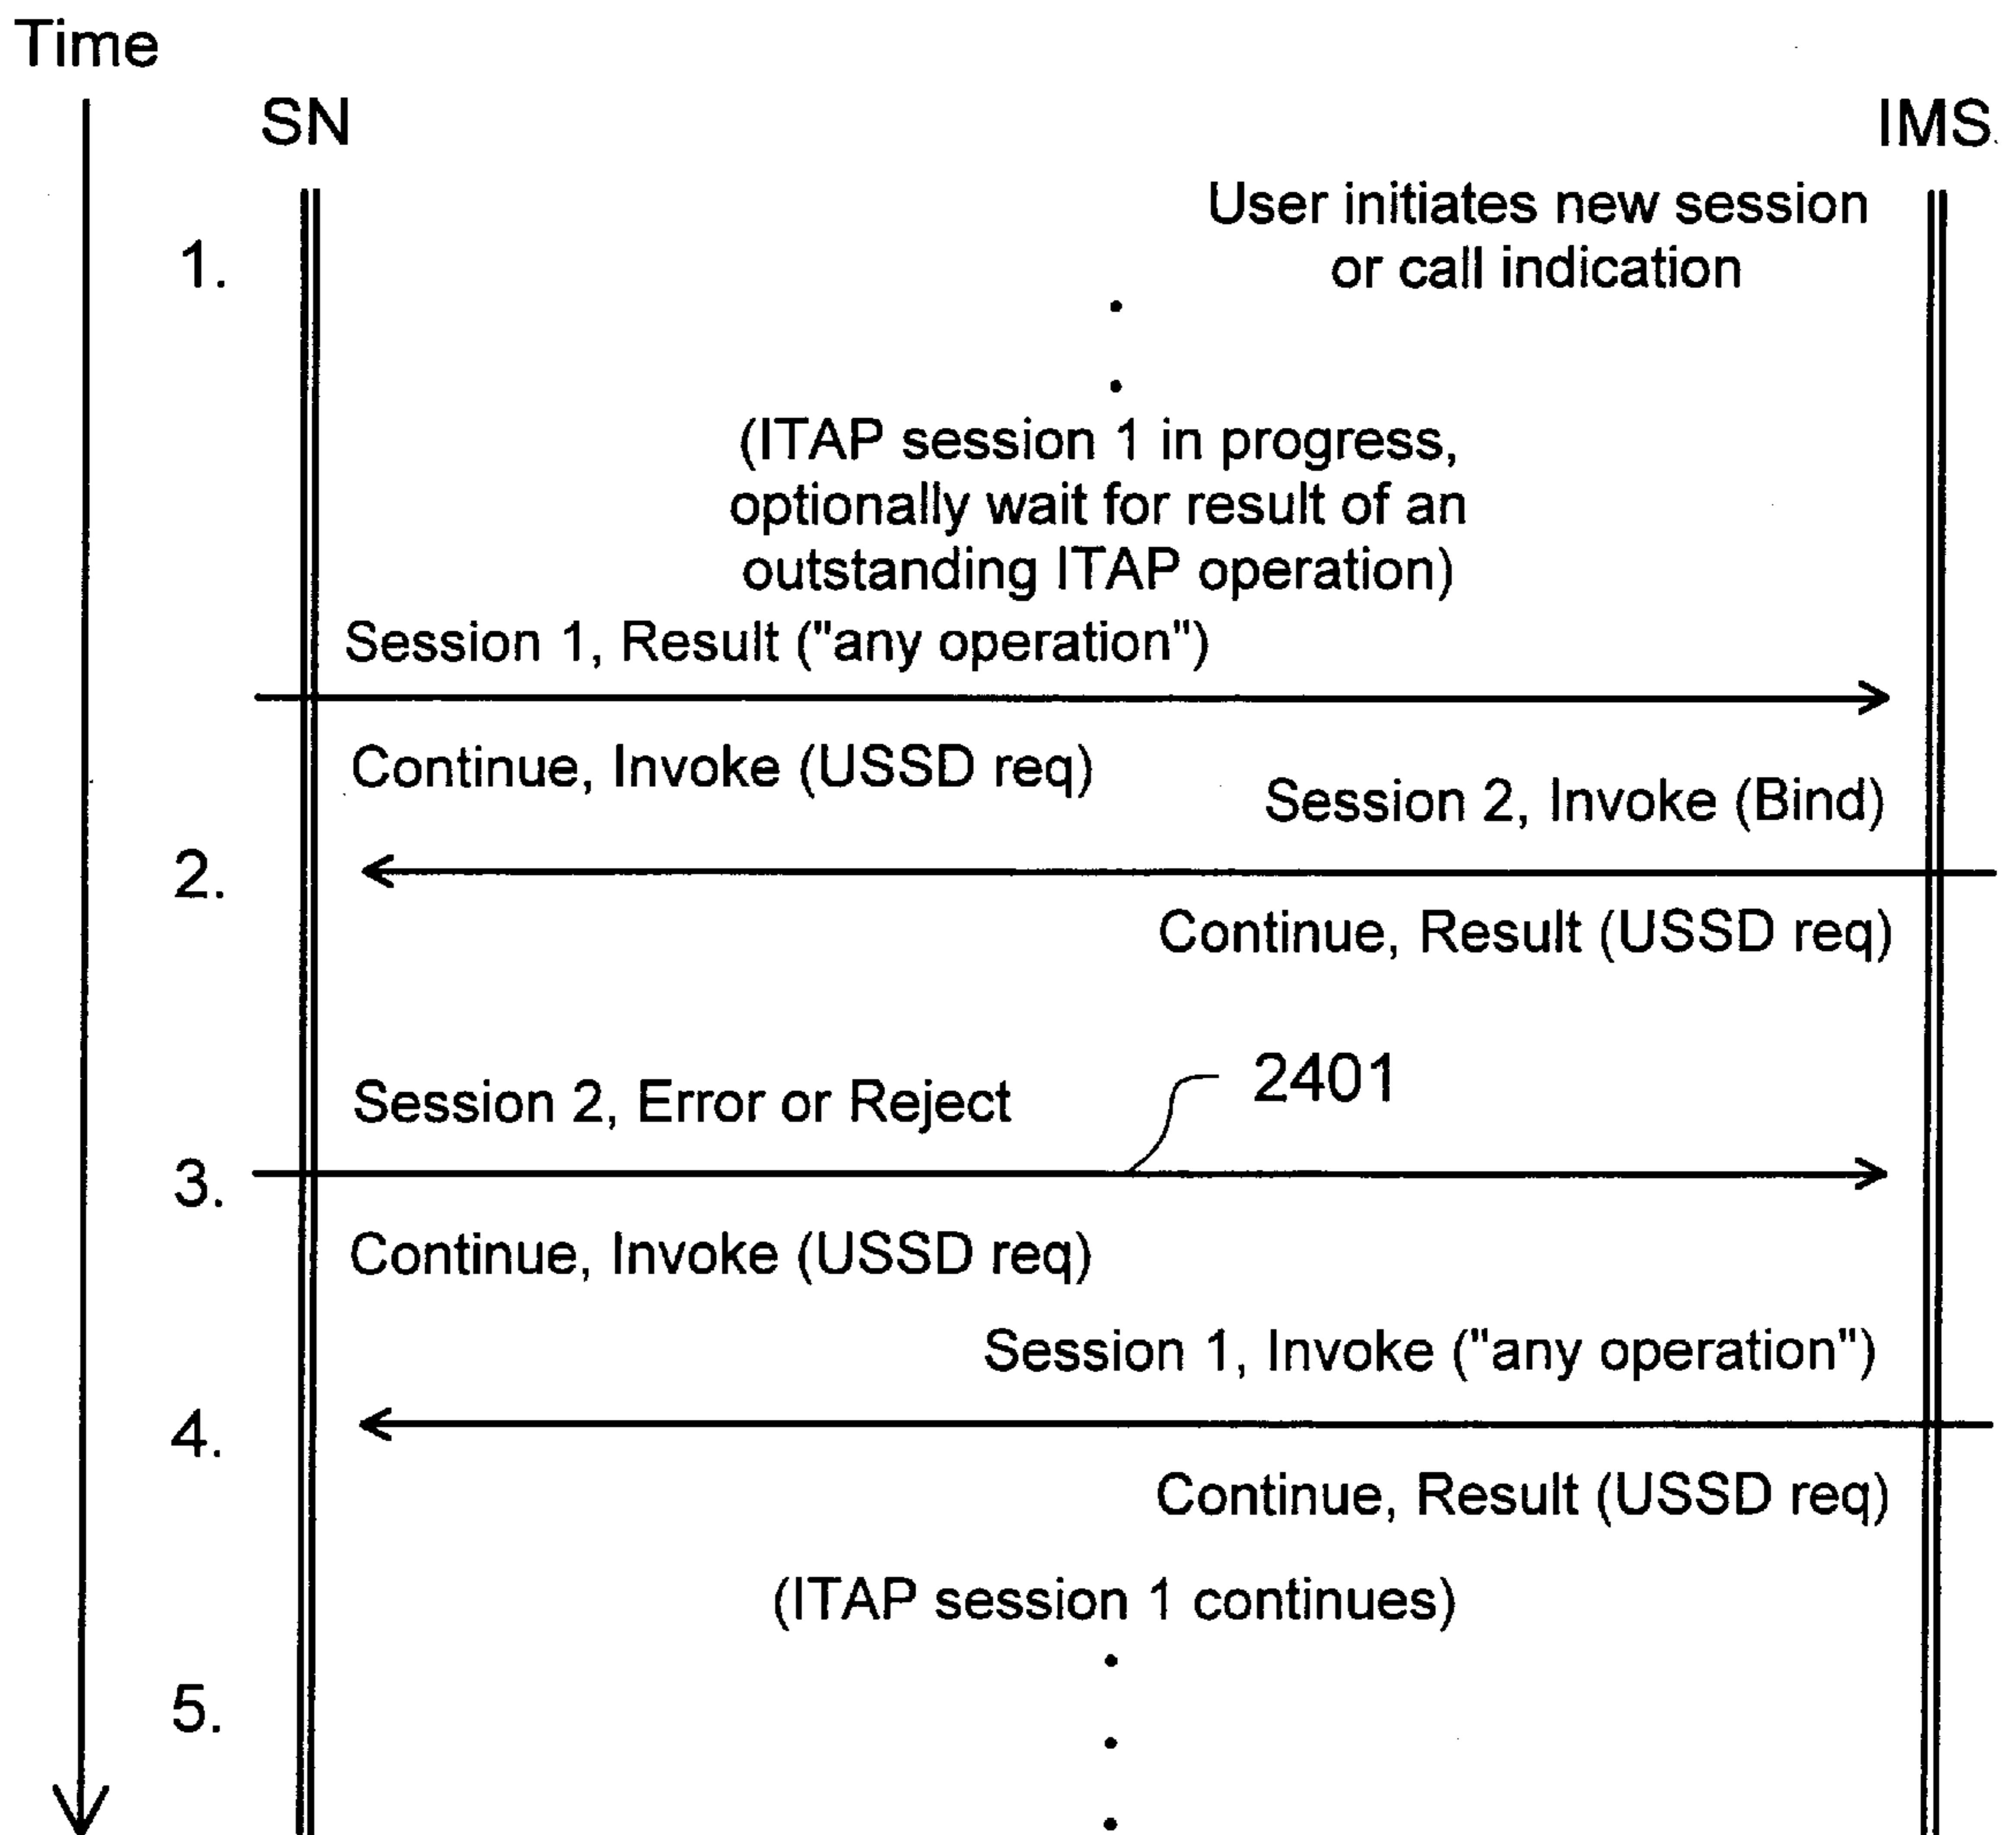 Time
SN
IMS
User initiates new session
or call indication
1.
(ITAP session 1 in progress,
optionally wait for result of an
outstanding ITAP operation)
Session 1, Result ("any operation")
Continue, Invoke (USSD req)
Session 2, Invoke (Bind)
2.
Continue, Result (USSD req)
2401
Session 2, Error or Reject
3.
Continue, Invoke (USSD req)
Session 1, Invoke ("any operation")
4.
Continue, Result (USSD req)
(ITAP session 1 continues)
5.